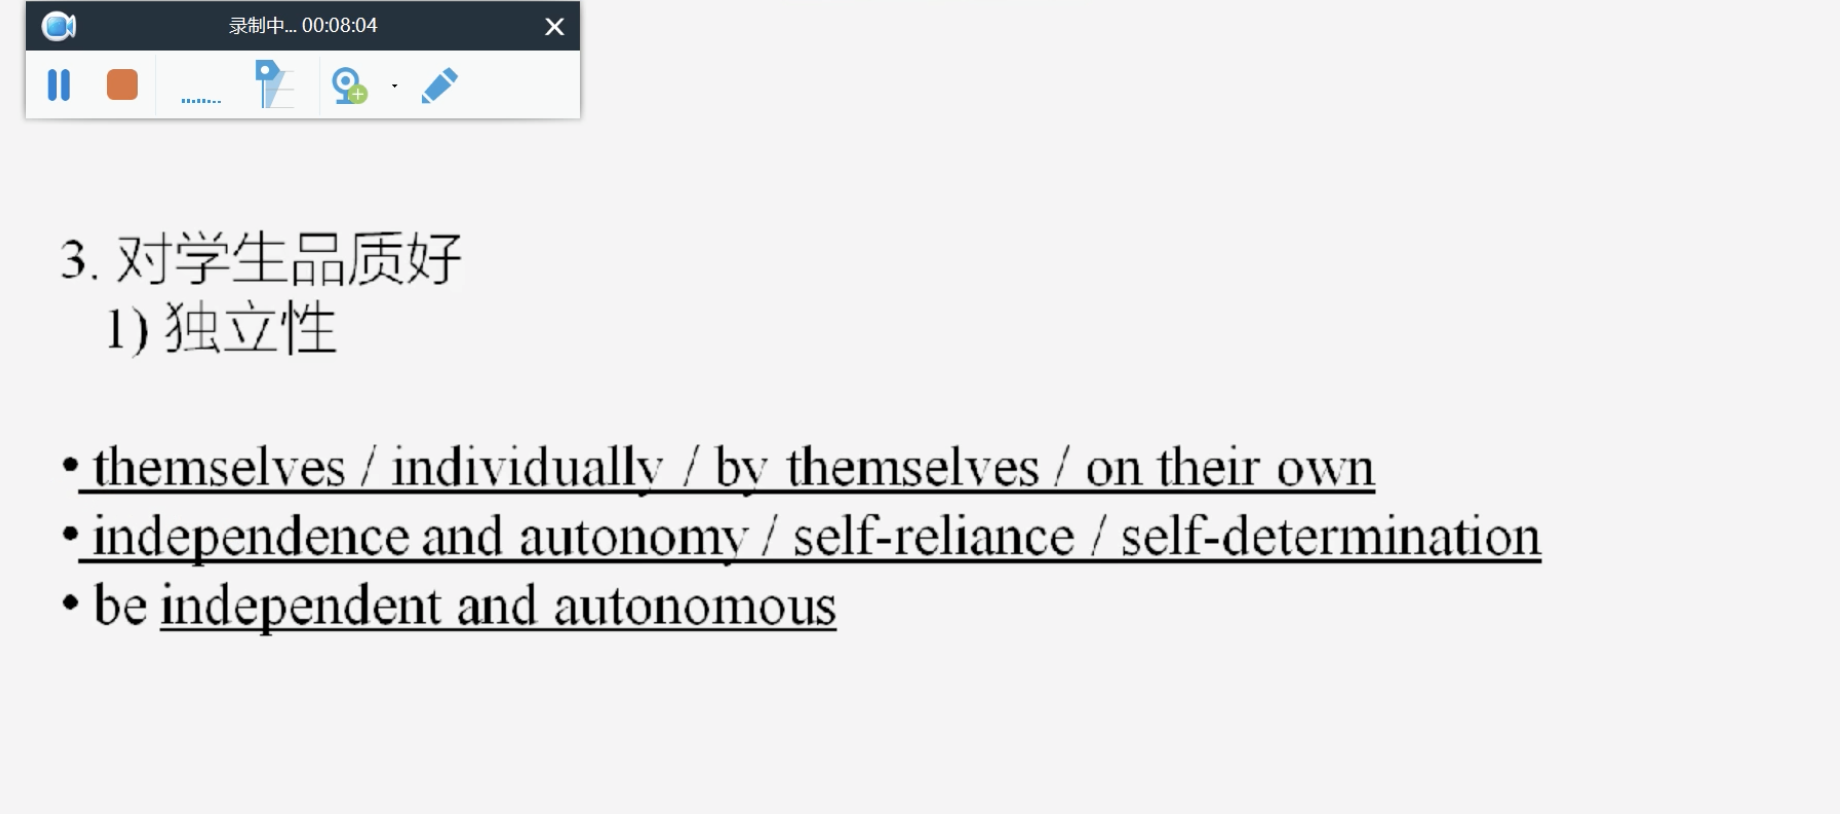 录制中... 00:08:04
3. 对学生品质好
1) 独立性
• themselves / individually / by themselves / on their own
• independence and autonomy / self-reliance / self-determination
• be independent and autonomous